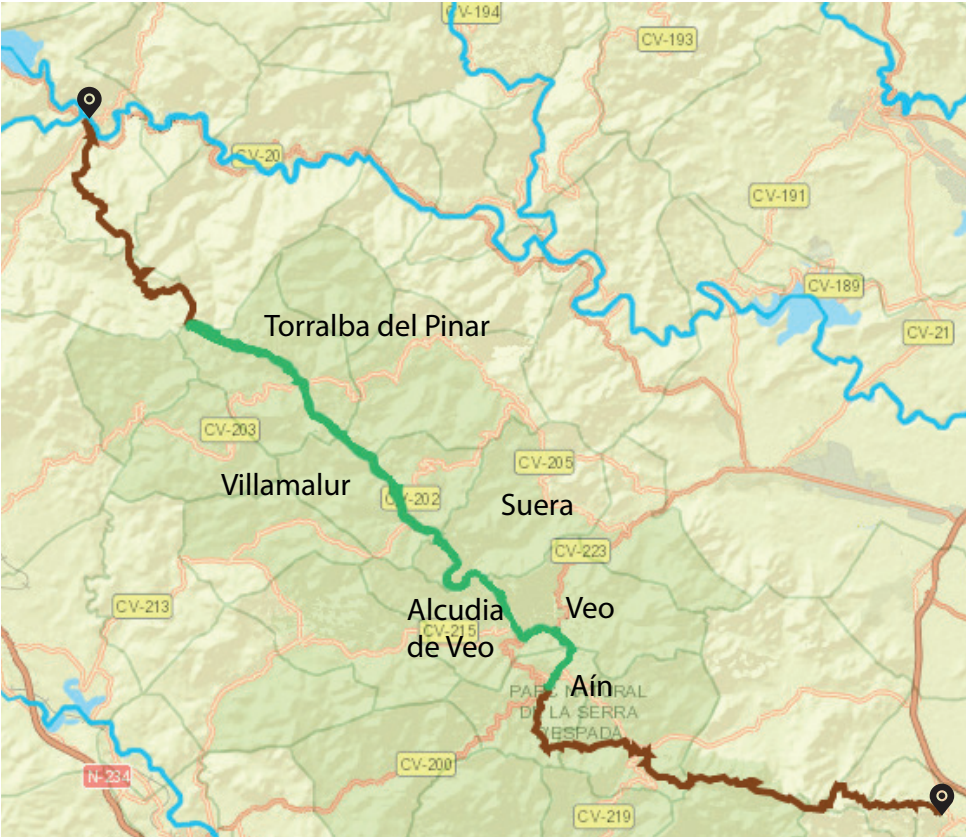 CV-194
CV-193
CV-20
CV-191
CV-189
Torralba del Pinar
CV-21
CV-203
CV-205
Villamalur
CV-202
Suera
CV-223
CV-213
Alcudia
de Veo
Veo
CV-215
Aín
PARC NATURAL
DE LA SERRA
D'ESPADÀ
CV-200
N-234
CV-219